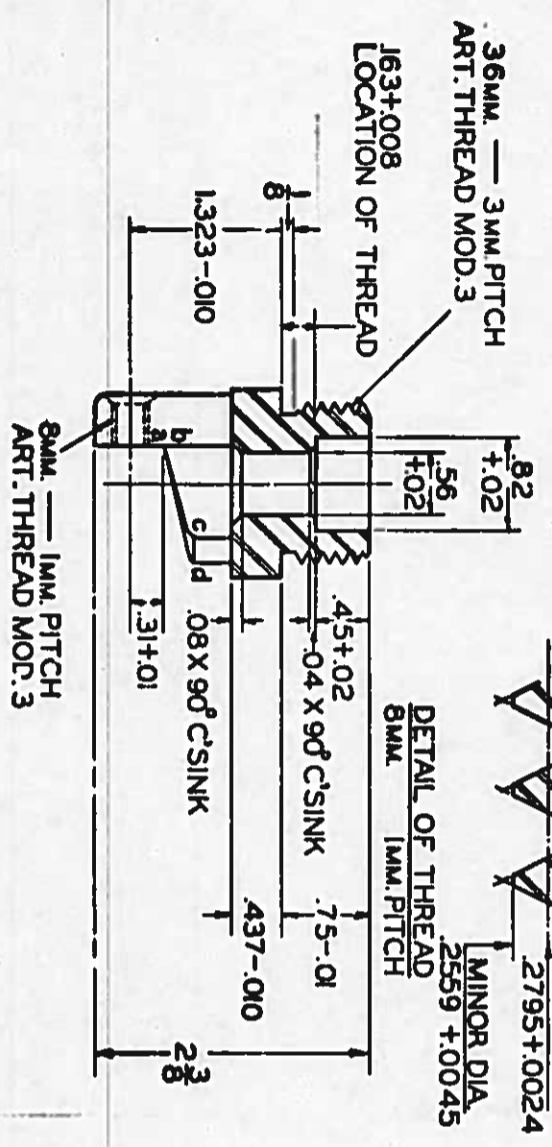 .36MM. — 3MM. PITCH
ART. THREAD MOD. 3
.163+.008
LOCATION OF THREAD
1/8
1.323-.010
.82
+.02
.56
+.02
.45+.02
.04 X 90° C'SINK
.08 X 90° C'SINK
.31+.01
.75-.01
.437-.010
2 3/8
a
b
c
d
8MM. — 1MM. PITCH
ART. THREAD MOD. 3
DETAIL OF THREAD
8MM. 1MM. PITCH
MINOR DIA.
.2559 +.0045
.2795+.0024